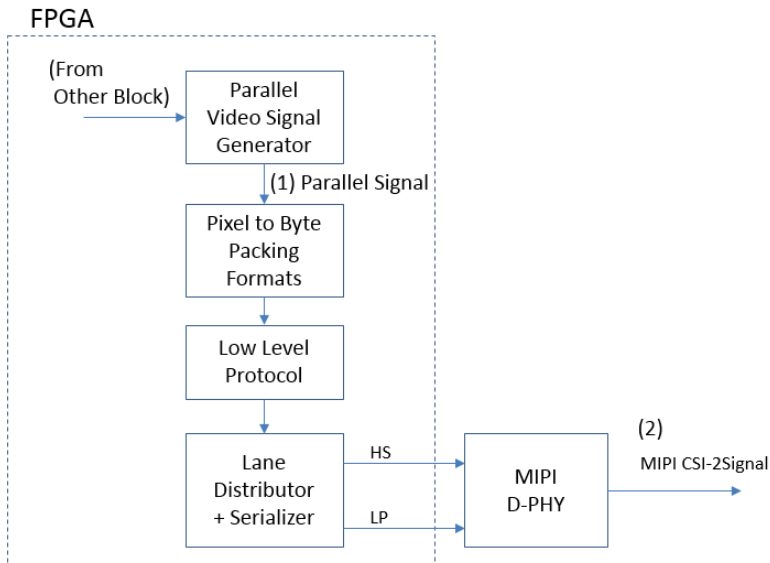 FPGA
(From
Other Block)
Parallel
Video Signal
Generator
(1) Parallel Signal
Pixel to Byte
Packing
Formats
Low Level
Protocol
Lane
Distributor
+ Serializer
HS
LP
MIPI
D-PHY
(2)
MIPI CSI-2Signal